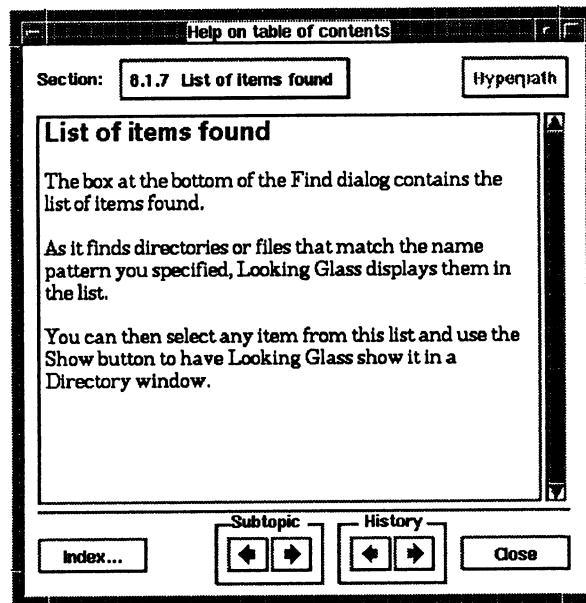 Help on table of contents
Section: 8.1.7 List of items found Hyperpath
List of items found
The box at the bottom of the Find dialog contains the
list of items found.
As it finds directories or files that match the name
pattern you specified, Looking Glass displays them in
the list.
You can then select any item from this list and use the
Show button to have Looking Glass show it in a
Directory window.
Subtopic History
Index... Close